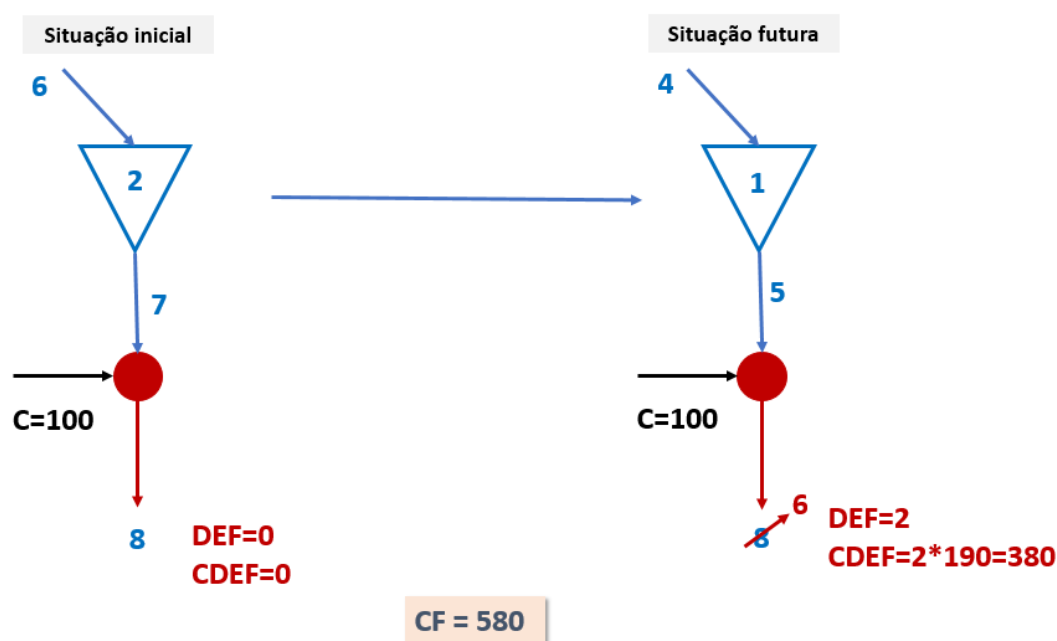 Situação inicial
6
2
7
C=100
8
DEF=0
CDEF=0
Situação futura
4
1
5
C=100
8
6
DEF=2
CDEF=2*190=380
CF = 580